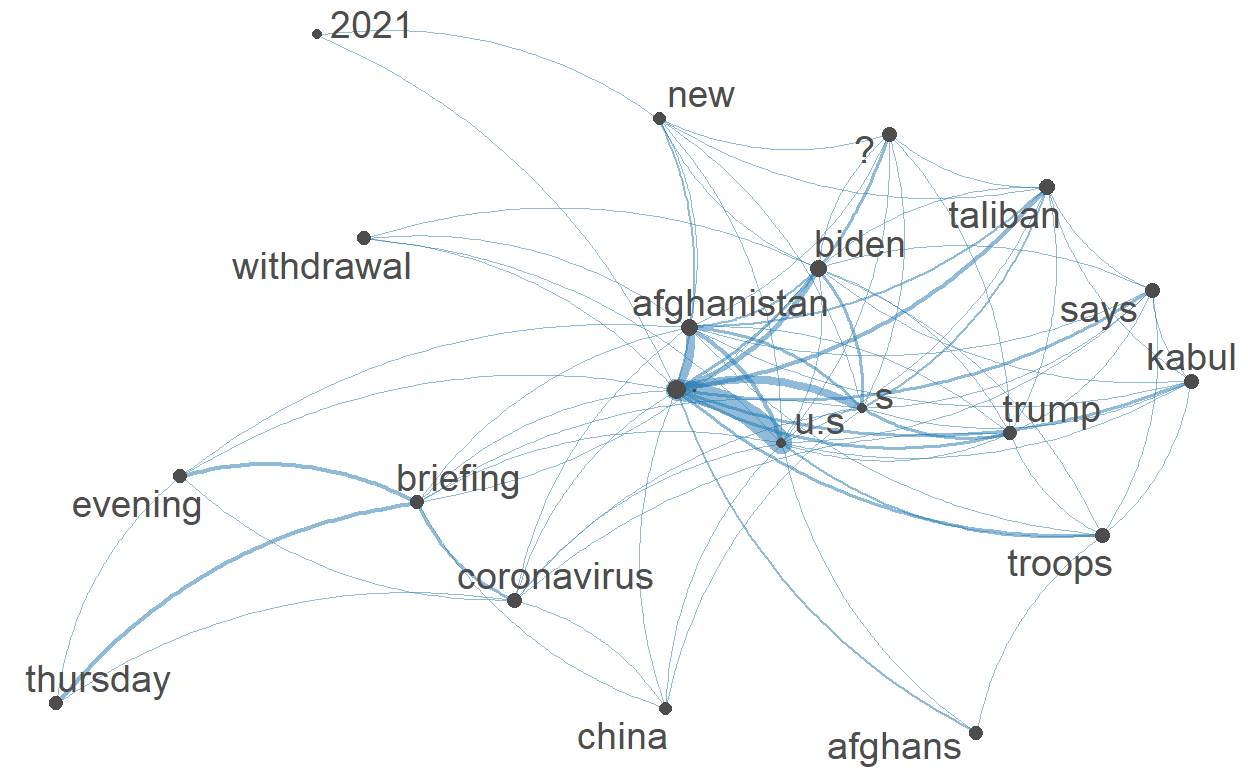 2021
new
?
taliban
biden
withdrawal
afghanistan
says
kabul
s
trump
u.s
briefing
evening
troops
coronavirus
thursday
china
afghans